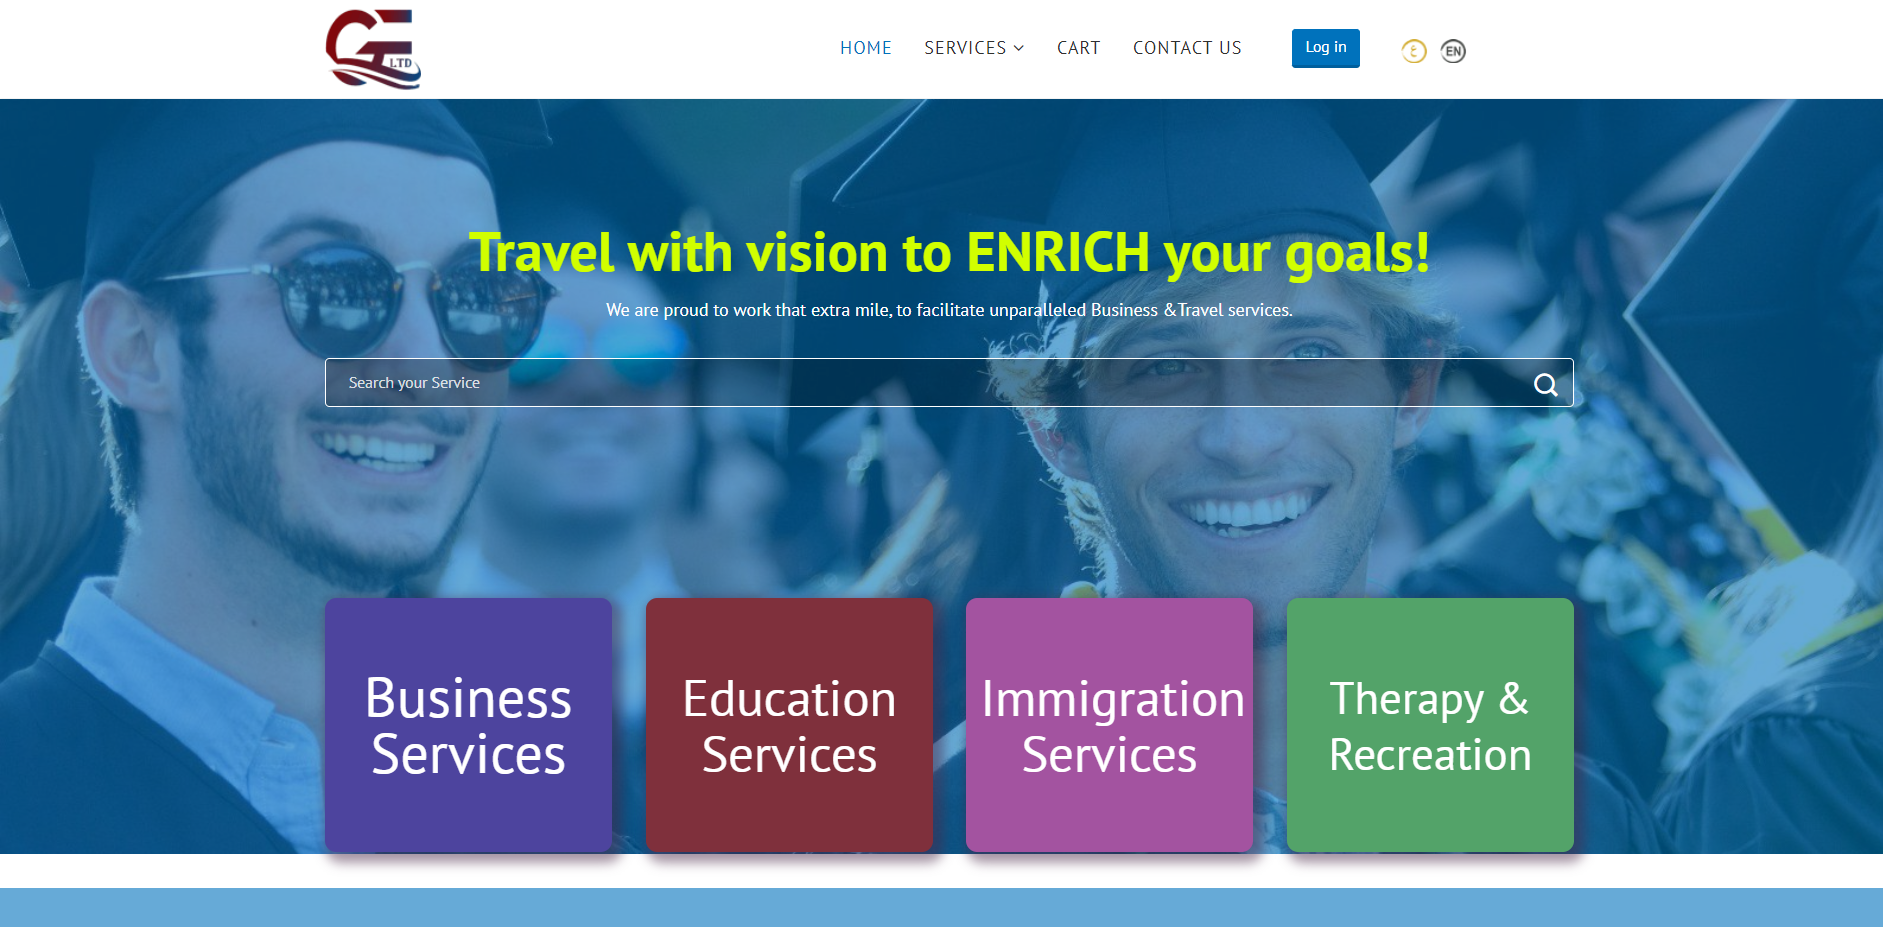 GE
LTD
HOME SERVICES CART CONTACT US Log in ع EN
Travel with vision to ENRICH your goals!
We are proud to work that extra mile, to facilitate unparalleled Business &Travel services.
Search your Service
Business
Services
Education
Services
Immigration
Services
Therapy &
Recreation